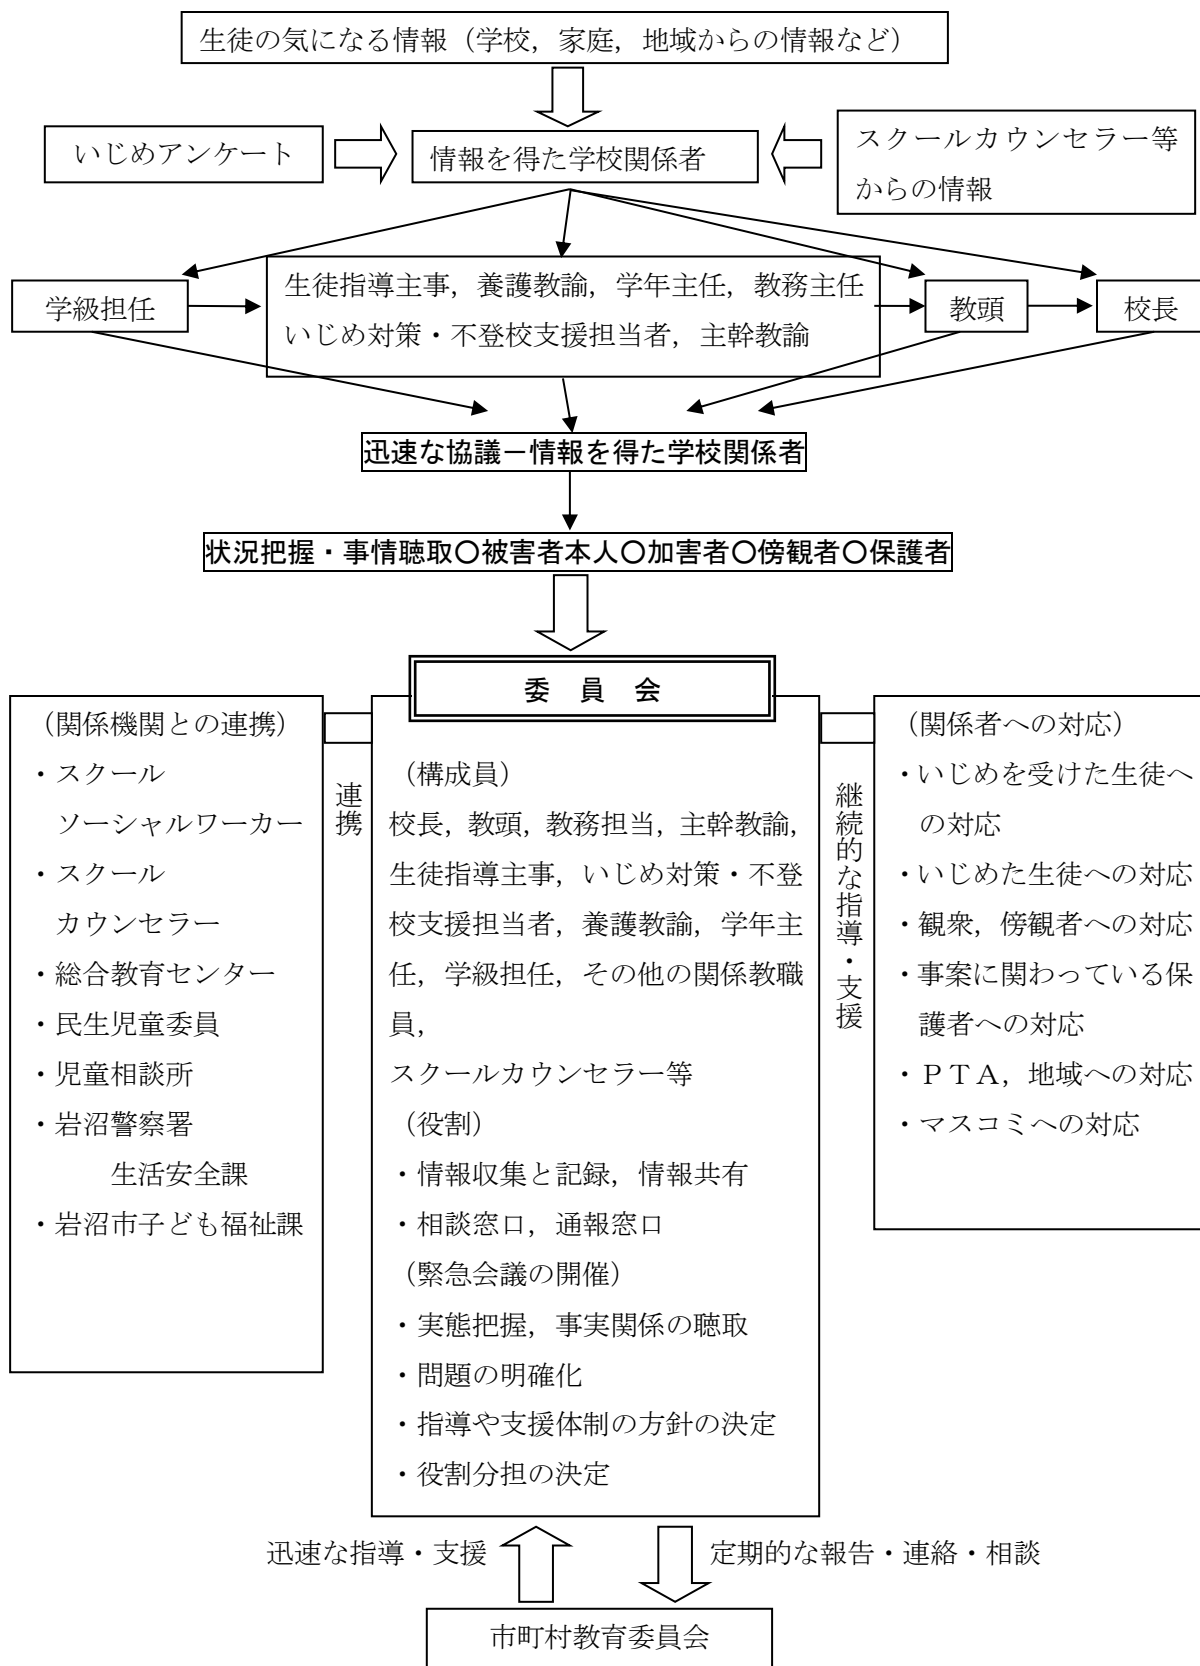 生徒の気になる情報（学校，家庭，地域からの情報など）
いじめアンケート
情報を得た学校関係者
スクールカウンセラー等
からの情報
学級担任
生徒指導主事，養護教諭，学年主任，教務主任
いじめ対策・不登校支援担当者，主幹教諭
教頭
校長
迅速な協議－情報を得た学校関係者
状況把握・事情聴取〇被害者本人〇加害者〇傍観者〇保護者
委　員　会
（関係機関との連携）
・スクール
ソーシャルワーカー
・スクール
カウンセラー
・総合教育センター
・民生児童委員
・児童相談所
・岩沼警察署
生活安全課
・岩沼市子ども福祉課
連携
（構成員）
校長，教頭，教務担当，主幹教諭，
生徒指導主事，いじめ対策・不登
校支援担当者，養護教諭，学年主
任，学級担任，その他の関係教職
員，
スクールカウンセラー等
（役割）
・情報収集と記録，情報共有
・相談窓口，通報窓口
（緊急会議の開催）
・実態把握，事実関係の聴取
・問題の明確化
・指導や支援体制の方針の決定
・役割分担の決定
継続的な指導・支援
（関係者への対応）
・いじめを受けた生徒へ
の対応
・いじめた生徒への対応
・観衆，傍観者への対応
・事案に関わっている保
護者への対応
・ＰＴＡ，地域への対応
・マスコミへの対応
迅速な指導・支援
定期的な報告・連絡・相談
市町村教育委員会